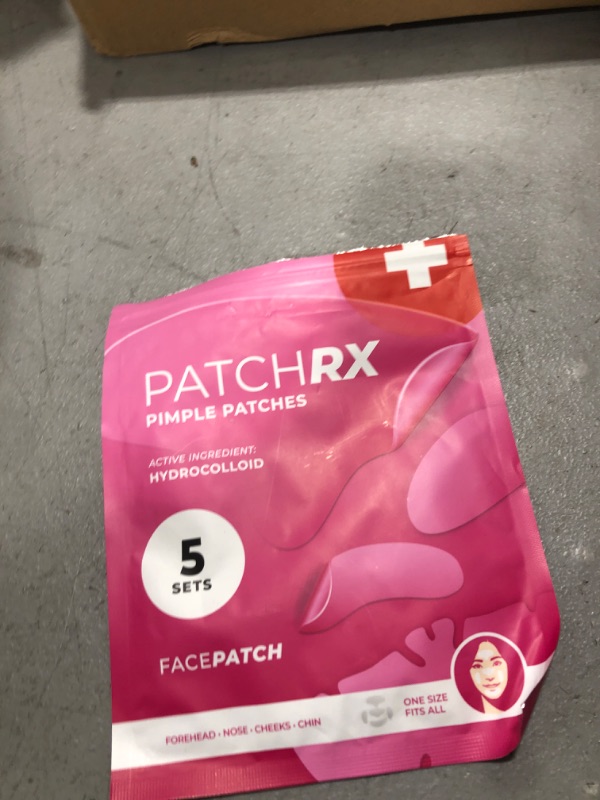 PATCHRX
PIMPLE PATCHES
ACTIVE INGREDIENT:
HYDROCOLLOID
5
SETS
FACEPATCH
FOREHEAD • NOSE • CHEEKS • CHIN
ONE SIZE
FITS ALL